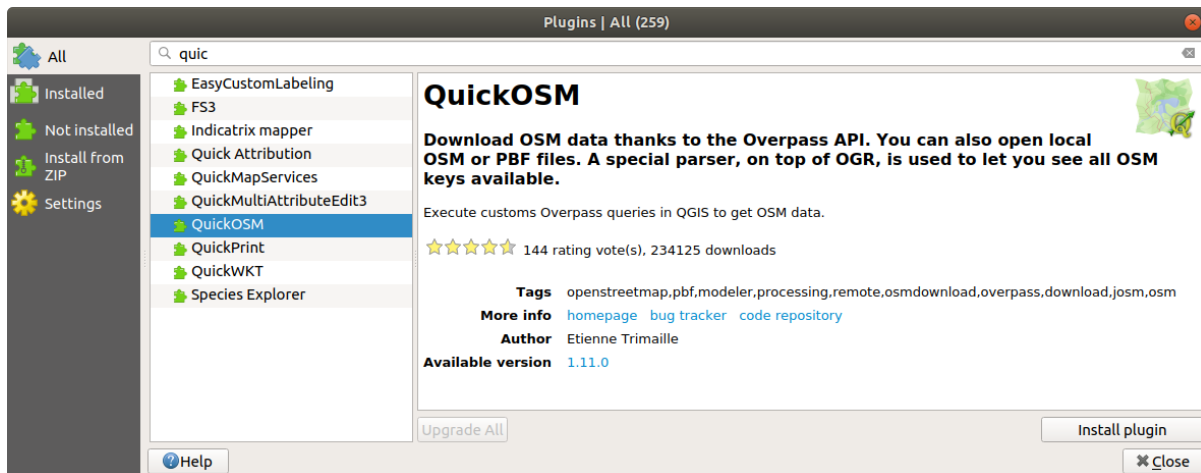 Plugins | All (259)
All
quic
Installed
Not installed
Install from
ZIP
Settings
EasyCustomLabeling
FS3
Indicatrix mapper
Quick Attribution
QuickMapServices
QuickMultiAttributeEdit3
QuickOSM
QuickPrint
QuickWKT
Species Explorer
QuickOSM
Download OSM data thanks to the Overpass API. You can also open local
OSM or PBF files. A special parser, on top of OGR, is used to let you see all OSM
keys available.
Execute customs Overpass queries in QGIS to get OSM data.
144 rating vote(s), 234125 downloads
Tags openstreetmap,pbf,modeler,processing,remote,osmdownload,overpass,download,josm,osm
More info homepage bug tracker code repository
Author Etienne Trimaille
Available version 1.11.0
Upgrade All
Install plugin
Help
Close